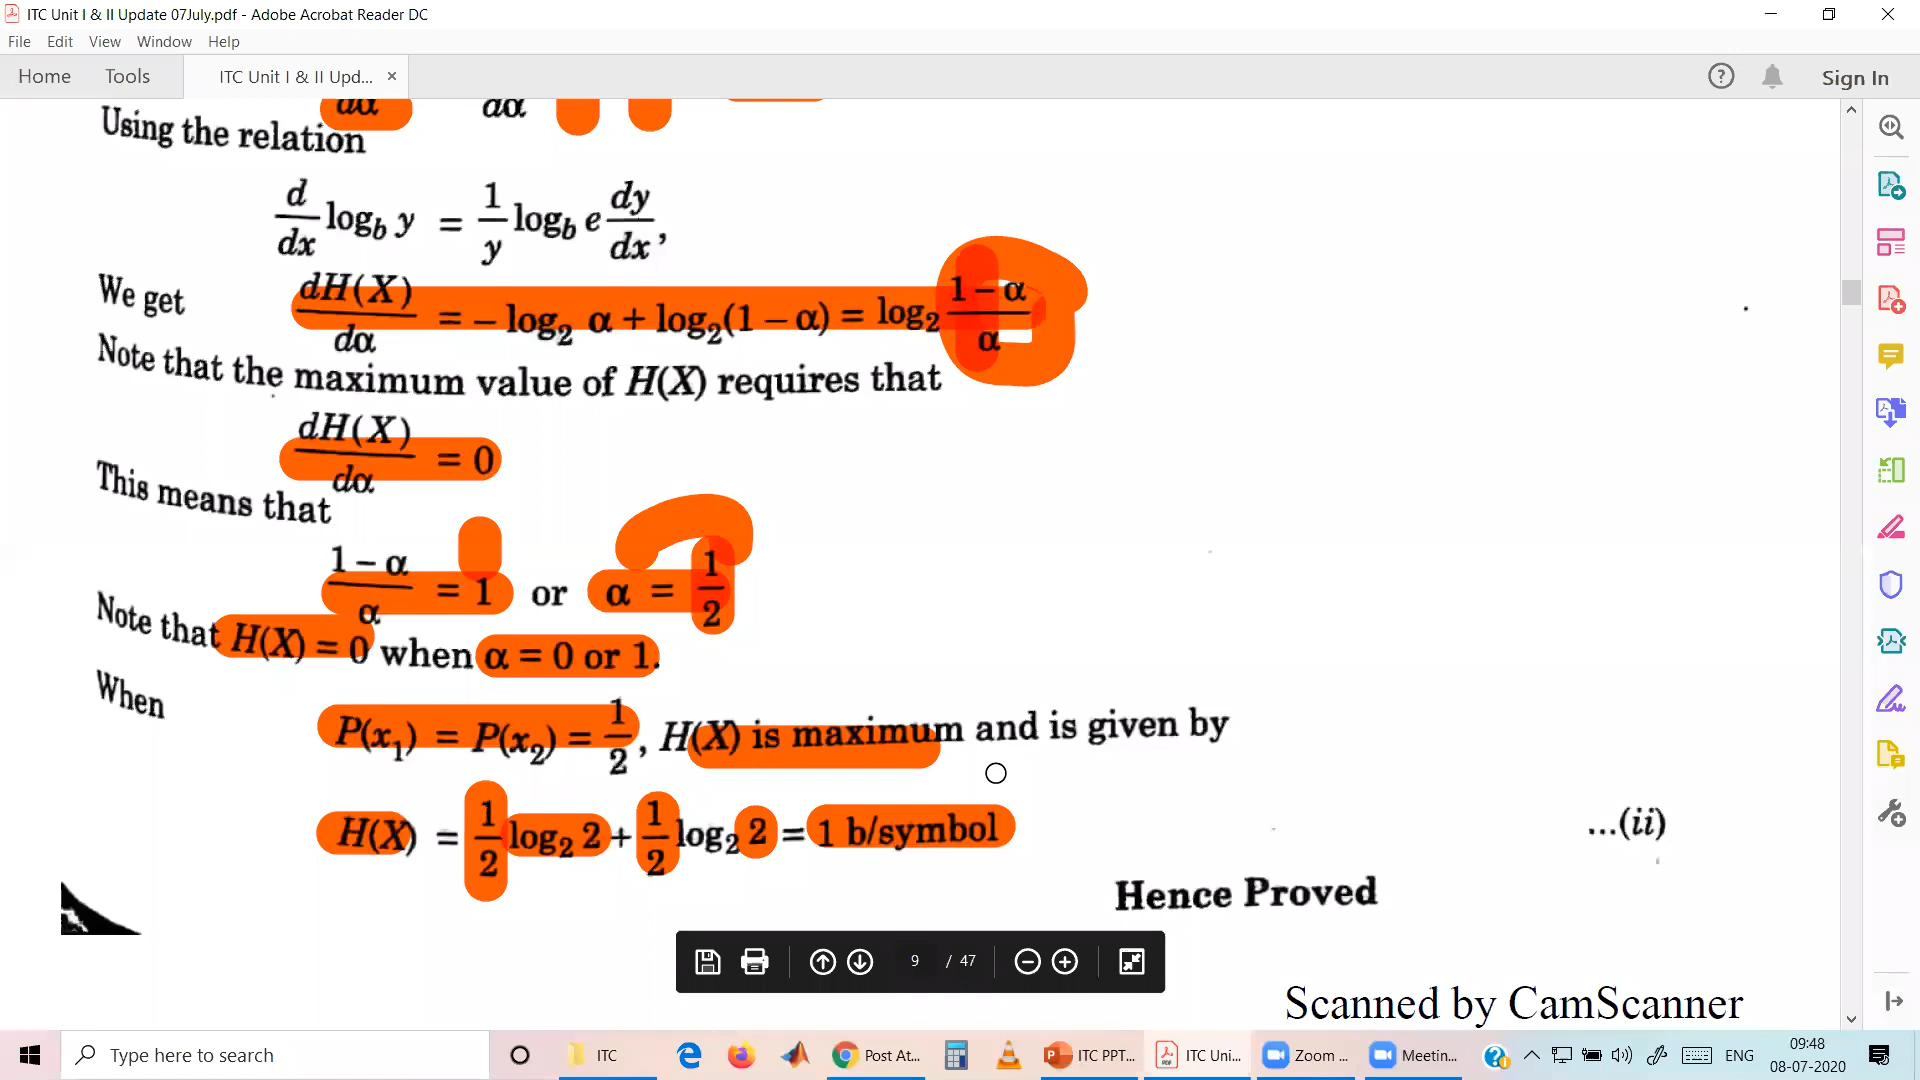 ITC Unit I & II Update 07July.pdf - Adobe Acrobat Reader DC
File Edit View Window Help
Home Tools ITC Unit I & II Upd... × Sign In
dα dα
Using the relation
d/dx log_b y = 1/y log_b e dy/dx,
We get dH(X)/dα = – log₂ α + log₂(1 – α) = log₂ (1 – α)/α
Note that the maximum value of H(X) requires that
dH(X)/dα = 0
This means that
(1 – α)/α = 1 or α = 1/2
Note that H(X) = 0 when α = 0 or 1.
When
P(x₁) = P(x₂) = 1/2, H(X) is maximum and is given by
H(X) = 1/2 log₂ 2 + 1/2 log₂ 2 = 1 b/symbol ...(ii)
Hence Proved
9 / 47
Scanned by CamScanner
Type here to search ITC Post At... ITC PPT... ITC Uni... Zoom ... Meetin... ENG 09:48
08-07-2020